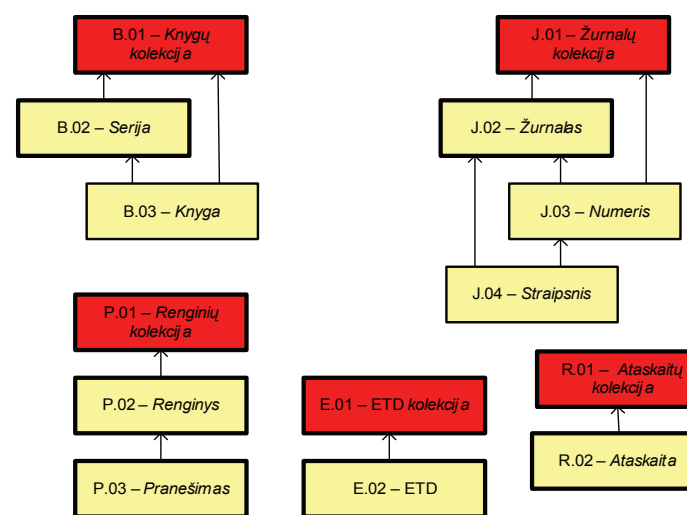 B.01 – Knygų
kolekcija
B.02 – Serija
B.03 – Knyga
J.01 – Žurnalų
kolekcija
J.02 – Žurnalas
J.03 – Numeris
J.04 – Straipsnis
P.01 – Renginių
kolekcija
P.02 – Renginys
P.03 – Pranešimas
E.01 – ETD kolekcija
E.02 – ETD
R.01 – Ataskaitų
kolekcija
R.02 – Ataskaita